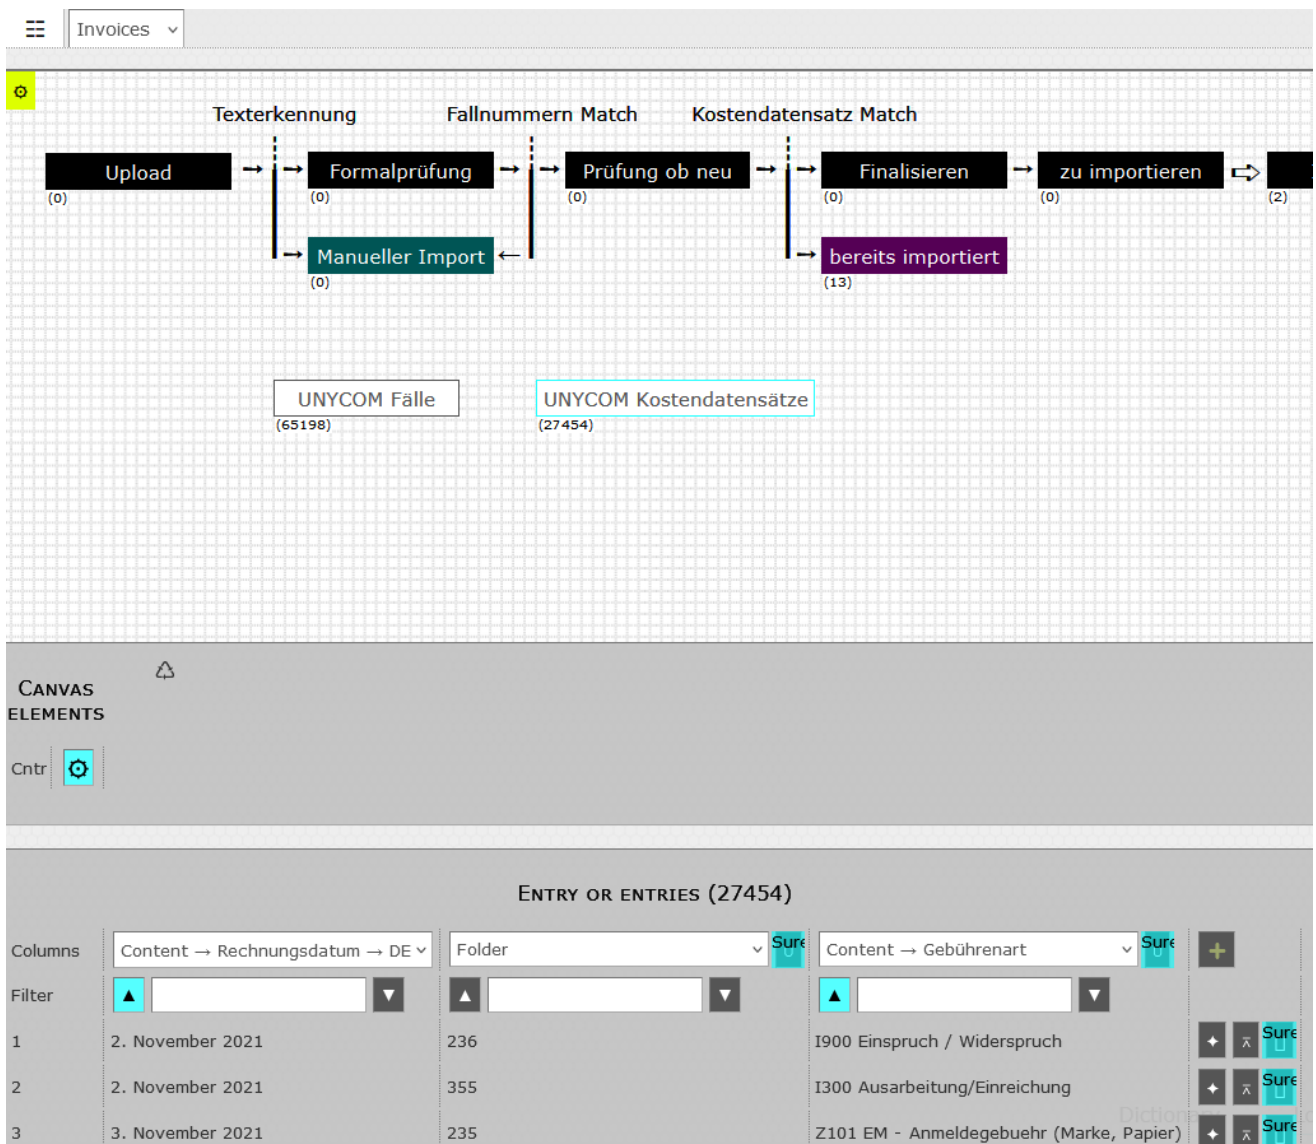 Invoices
Texterkennung Fallnummern Match Kostendatensatz Match
Upload Formalprüfung Prüfung ob neu Finalisieren zu importieren
(0) (0) (0) (0) (0) (2)
Manueller Import bereits importiert
(0) (13)
UNYCOM Fälle UNYCOM Kostendatensätze
(65198) (27454)
CANVAS
ELEMENTS
Cntr
ENTRY OR ENTRIES (27454)
Columns Content → Rechnungsdatum → DE Folder Sure Content → Gebührenart Sure +
Filter
1 2. November 2021 236 I900 Einspruch / Widerspruch Sure
2 2. November 2021 355 I300 Ausarbeitung/Einreichung Sure
3 3. November 2021 235 Z101 EM - Anmeldegebuehr (Marke, Papier) Sure